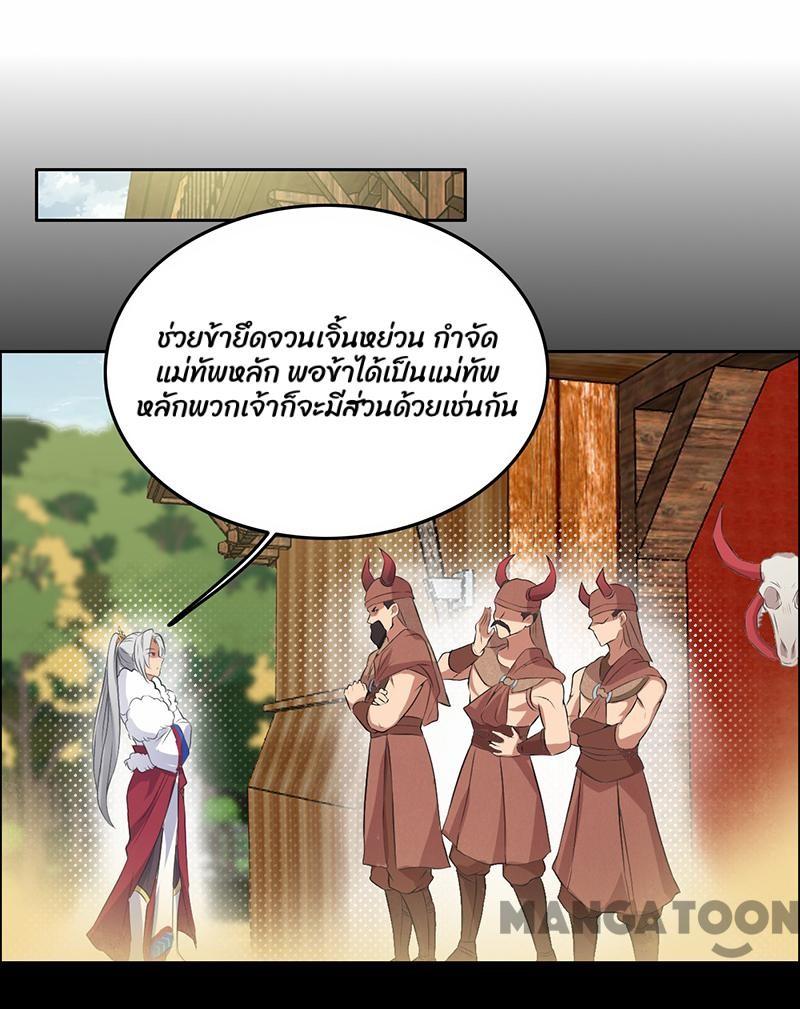 ช่วยข้ายึดจวนเจิ้นหย่วน กำจัด
แม่ทัพหลัก พอข้าได้เป็นแม่ทัพ
หลักพวกเจ้าก็จะมีส่วนด้วยเช่นกัน
MANGATOON